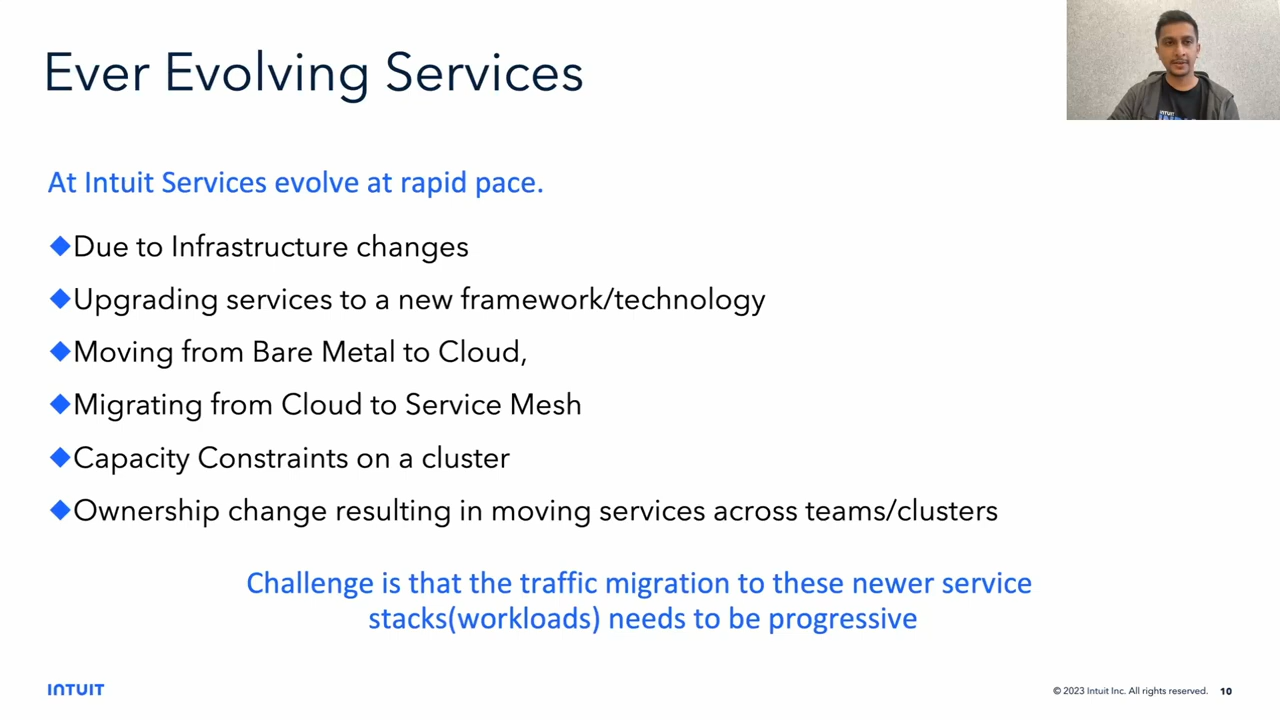 Ever Evolving Services
At Intuit Services evolve at rapid pace.
◆Due to Infrastructure changes
◆Upgrading services to a new framework/technology
◆Moving from Bare Metal to Cloud,
◆Migrating from Cloud to Service Mesh
◆Capacity Constraints on a cluster
◆Ownership change resulting in moving services across teams/clusters
Challenge is that the traffic migration to these newer service
stacks(workloads) needs to be progressive
INTUIT
© 2023 Intuit Inc. All rights reserved. 10
INTUIT